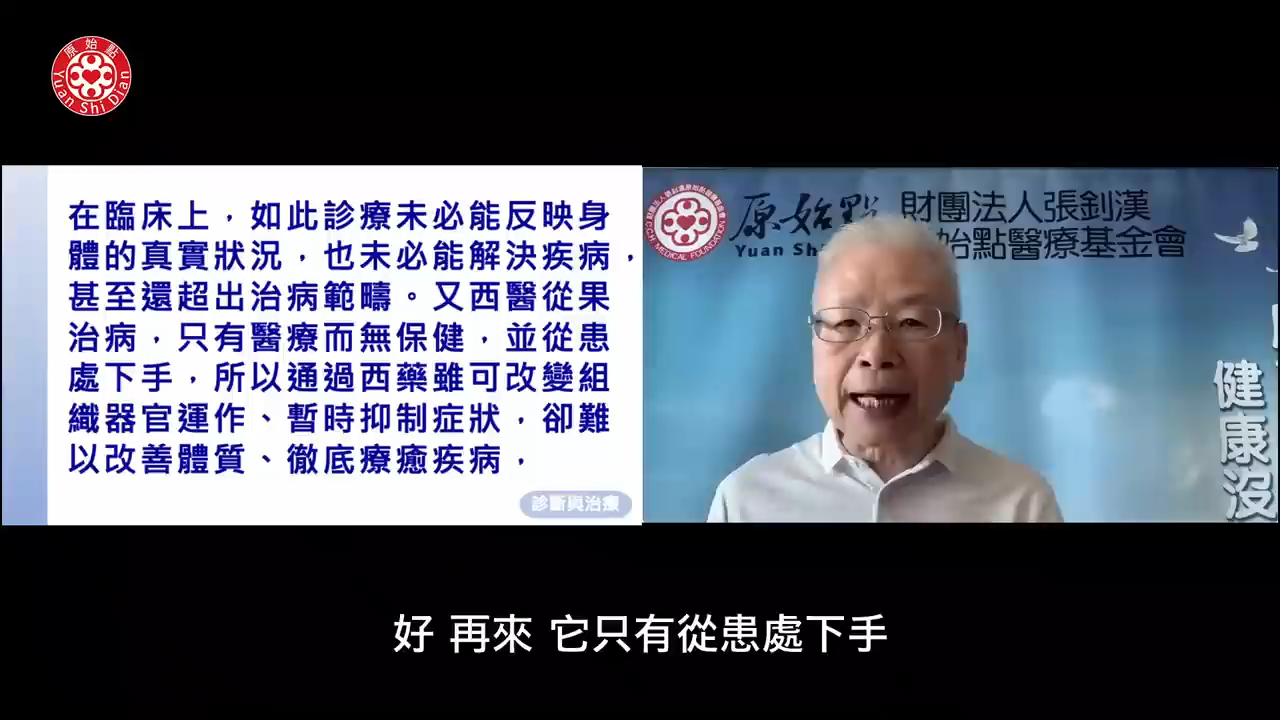 原始點
Yuan Shi Dian
在臨床上，如此診療未必能反映身
體的真實狀況，也未必能解決疾病，
甚至還超出治病範疇。又西醫從果
治病，只有醫療而無保健，並從患
處下手，所以通過西藥雖可改變組
織器官運作、暫時抑制症狀，卻難
以改善體質、徹底療癒疾病，
診斷與治療
原始點
Yuan Shi
財團法人張釗漢
始點醫療基金會
健康沒
好 再來 它只有從患處下手